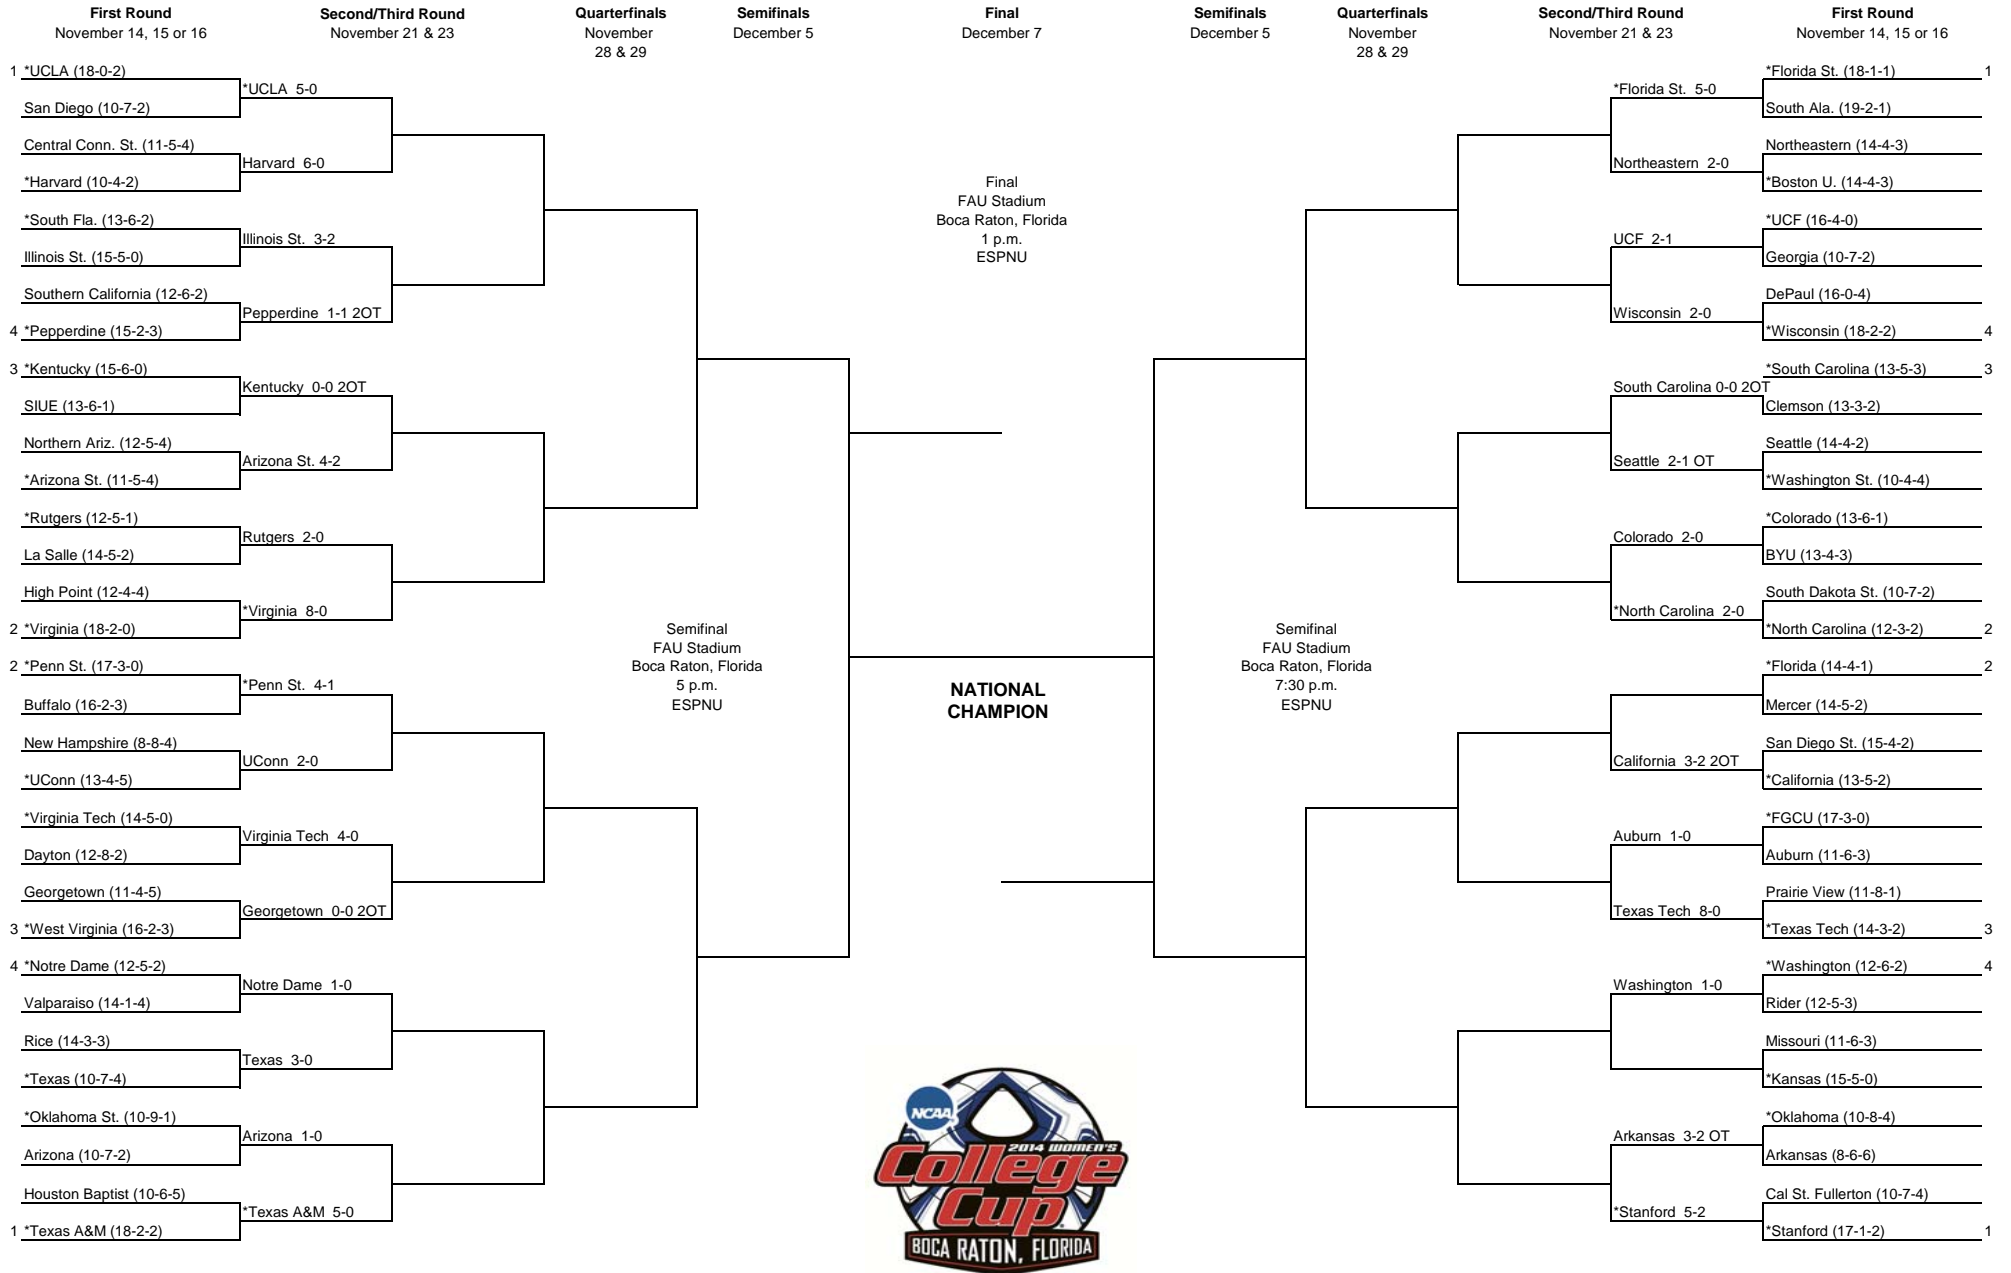 First Round
November 14, 15 or 16
Second/Third Round
November 21 & 23
Quarterfinals
November
28 & 29
Semifinals
December 5
Final
December 7
Semifinals
December 5
Quarterfinals
November
28 & 29
Second/Third Round
November 21 & 23
First Round
November 14, 15 or 16
1 *UCLA (18-0-2)
San Diego (10-7-2)
Central Conn. St. (11-5-4)
*Harvard (10-4-2)
*South Fla. (13-6-2)
Illinois St. (15-5-0)
Southern California (12-6-2)
4 *Pepperdine (15-2-3)
3 *Kentucky (15-6-0)
SIUE (13-6-1)
Northern Ariz. (12-5-4)
*Arizona St. (11-5-4)
*Rutgers (12-5-1)
La Salle (14-5-2)
High Point (12-4-4)
2 *Virginia (18-2-0)
2 *Penn St. (17-3-0)
Buffalo (16-2-3)
New Hampshire (8-8-4)
*UConn (13-4-5)
*Virginia Tech (14-5-0)
Dayton (12-8-2)
Georgetown (11-4-5)
3 *West Virginia (16-2-3)
4 *Notre Dame (12-5-2)
Valparaiso (14-1-4)
Rice (14-3-3)
*Texas (10-7-4)
*Oklahoma St. (10-9-1)
Arizona (10-7-2)
Houston Baptist (10-6-5)
1 *Texas A&M (18-2-2)
*UCLA 5-0
Harvard 6-0
Illinois St. 3-2
Pepperdine 1-1 2OT
Kentucky 0-0 2OT
Arizona St. 4-2
Rutgers 2-0
*Virginia 8-0
*Penn St. 4-1
UConn 2-0
Virginia Tech 4-0
Georgetown 0-0 2OT
Notre Dame 1-0
Texas 3-0
Arizona 1-0
*Texas A&M 5-0
Semifinal
FAU Stadium
Boca Raton, Florida
5 p.m.
ESPNU
Final
FAU Stadium
Boca Raton, Florida
1 p.m.
ESPNU
NATIONAL
CHAMPION
NCAA
2014 WOMEN'S
College
Cup
BOCA RATON, FLORIDA
Semifinal
FAU Stadium
Boca Raton, Florida
7:30 p.m.
ESPNU
*Florida St. 5-0
Northeastern 2-0
UCF 2-1
Wisconsin 2-0
South Carolina 0-0 2OT
Seattle 2-1 OT
Colorado 2-0
*North Carolina 2-0
California 3-2 2OT
Auburn 1-0
Texas Tech 8-0
Washington 1-0
Arkansas 3-2 OT
*Stanford 5-2
*Florida St. (18-1-1) 1
South Ala. (19-2-1)
Northeastern (14-4-3)
*Boston U. (14-4-3)
*UCF (16-4-0)
Georgia (10-7-2)
DePaul (16-0-4)
*Wisconsin (18-2-2) 4
*South Carolina (13-5-3) 3
Clemson (13-3-2)
Seattle (14-4-2)
*Washington St. (10-4-4)
*Colorado (13-6-1)
BYU (13-4-3)
South Dakota St. (10-7-2)
*North Carolina (12-3-2) 2
*Florida (14-4-1) 2
Mercer (14-5-2)
San Diego St. (15-4-2)
*California (13-5-2)
*FGCU (17-3-0)
Auburn (11-6-3)
Prairie View (11-8-1)
*Texas Tech (14-3-2) 3
*Washington (12-6-2) 4
Rider (12-5-3)
Missouri (11-6-3)
*Kansas (15-5-0)
*Oklahoma (10-8-4)
Arkansas (8-6-6)
Cal St. Fullerton (10-7-4)
*Stanford (17-1-2) 1